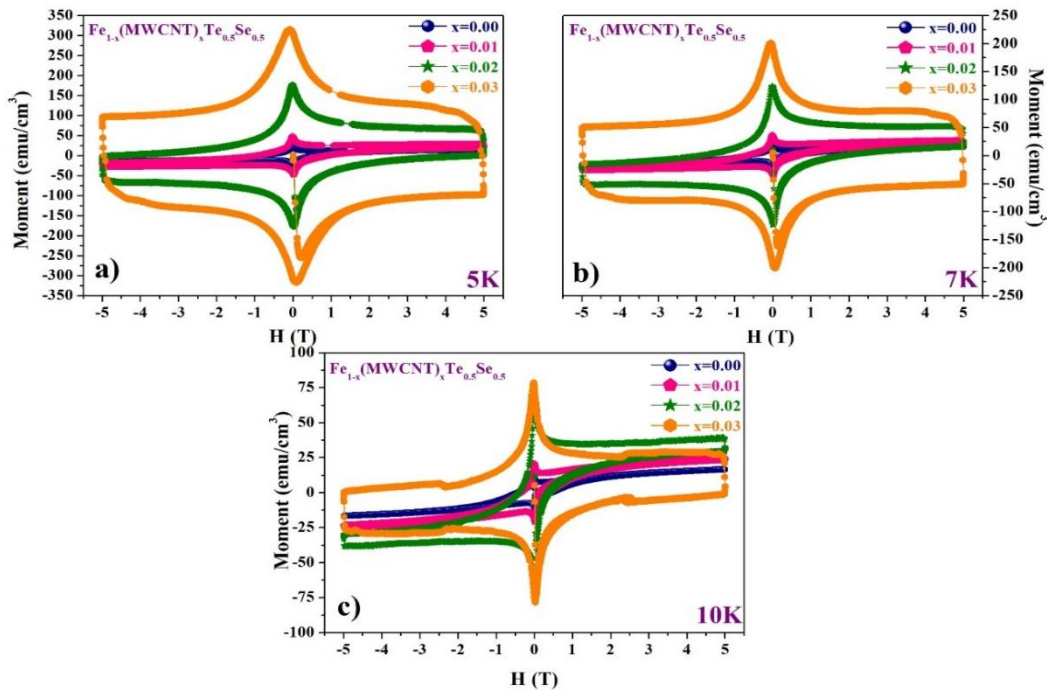 Fe1-x(MWCNT)xTe0.5Se0.5
x=0.00
x=0.01
x=0.02
x=0.03
350
300
250
200
150
100
50
0
-50
-100
-150
-200
-250
-300
-350
Moment (emu/cm3)
-5 -4 -3 -2 -1 0 1 2 3 4 5
H (T)
a)
5K
Fe1-x(MWCNT)xTe0.5Se0.5
x=0.00
x=0.01
x=0.02
x=0.03
250
200
150
100
50
0
-50
-100
-150
-200
-250
Moment (emu/cm3)
-5 -4 -3 -2 -1 0 1 2 3 4 5
H (T)
b)
7K
Fe1-x(MWCNT)xTe0.5Se0.5
x=0.00
x=0.01
x=0.02
x=0.03
100
75
50
25
0
-25
-50
-75
-100
Moment (emu/cm3)
-5 -4 -3 -2 -1 0 1 2 3 4 5
H (T)
c)
10K